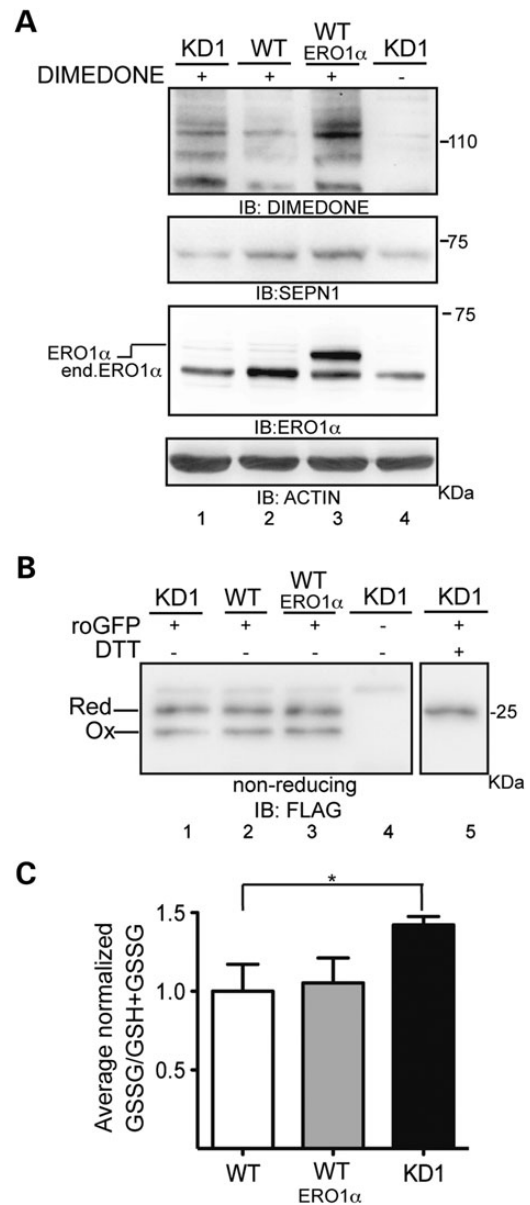 A
KD1 WT WT ERO1α KD1
DIMEDONE + + + -
-110
IB: DIMEDONE
-75
IB:SEPN1
-75
ERO1α
end.ERO1α
IB:ERO1α
IB: ACTIN KDa
1 2 3 4
B
KD1 WT WT ERO1α KD1 KD1
roGFP + + + - +
DTT - - - - +
Red
-25
Ox
KDa
non-reducing
IB: FLAG
1 2 3 4 5
C
*
Average normalized
GSSG/GSH+GSSG
1.5
1.0
0.5
WT WT ERO1α KD1